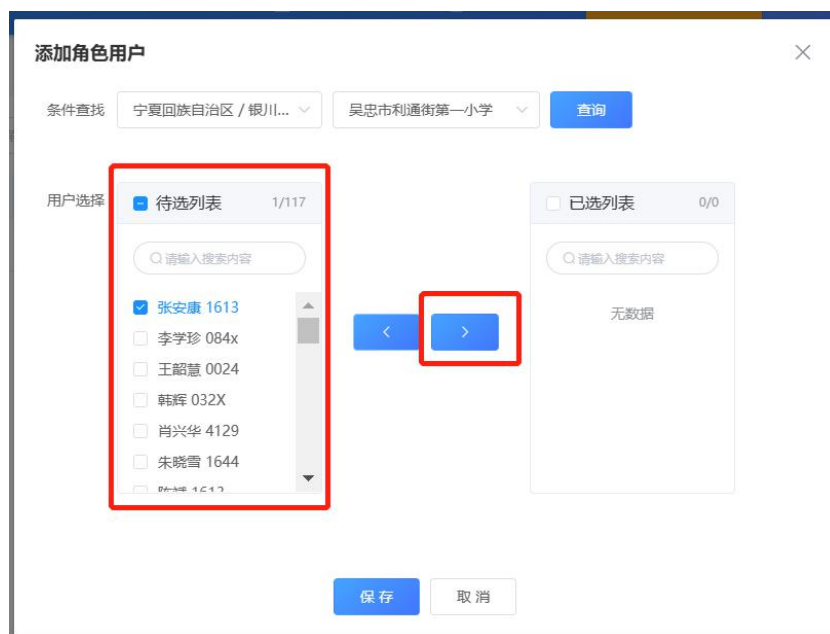 添加角色用户
条件查找 宁夏回族自治区 / 银川... 吴忠市利通街第一小学 查询
用户选择
待选列表 1/117
请输入搜索内容
张安康 1613
李学珍 084x
王韶慧 0024
韩辉 032X
肖兴华 4129
朱晓雪 1644
已选列表 0/0
请输入搜索内容
无数据
保存 取消